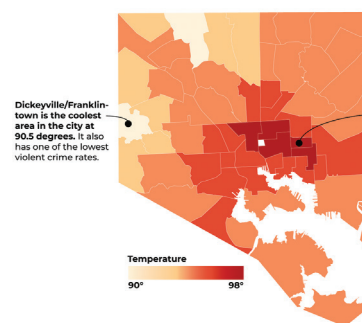 Dickeyville/Franklin-
town is the coolest
area in the city at
90.5 degrees. It also
has one of the lowest
violent crime rates.
Temperature
90° 98°